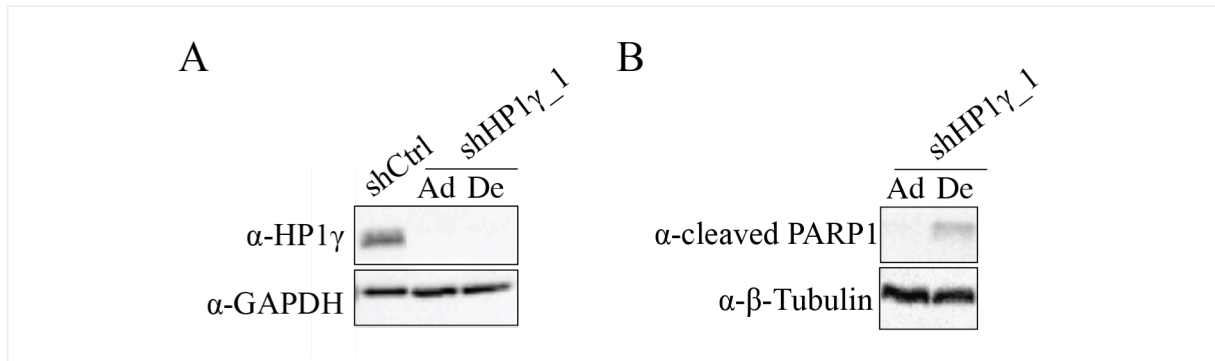 A
B
shCtrl
shHP1γ_1
Ad De
α-HP1γ
α-GAPDH
shHP1γ_1
Ad De
α-cleaved PARP1
α-β-Tubulin